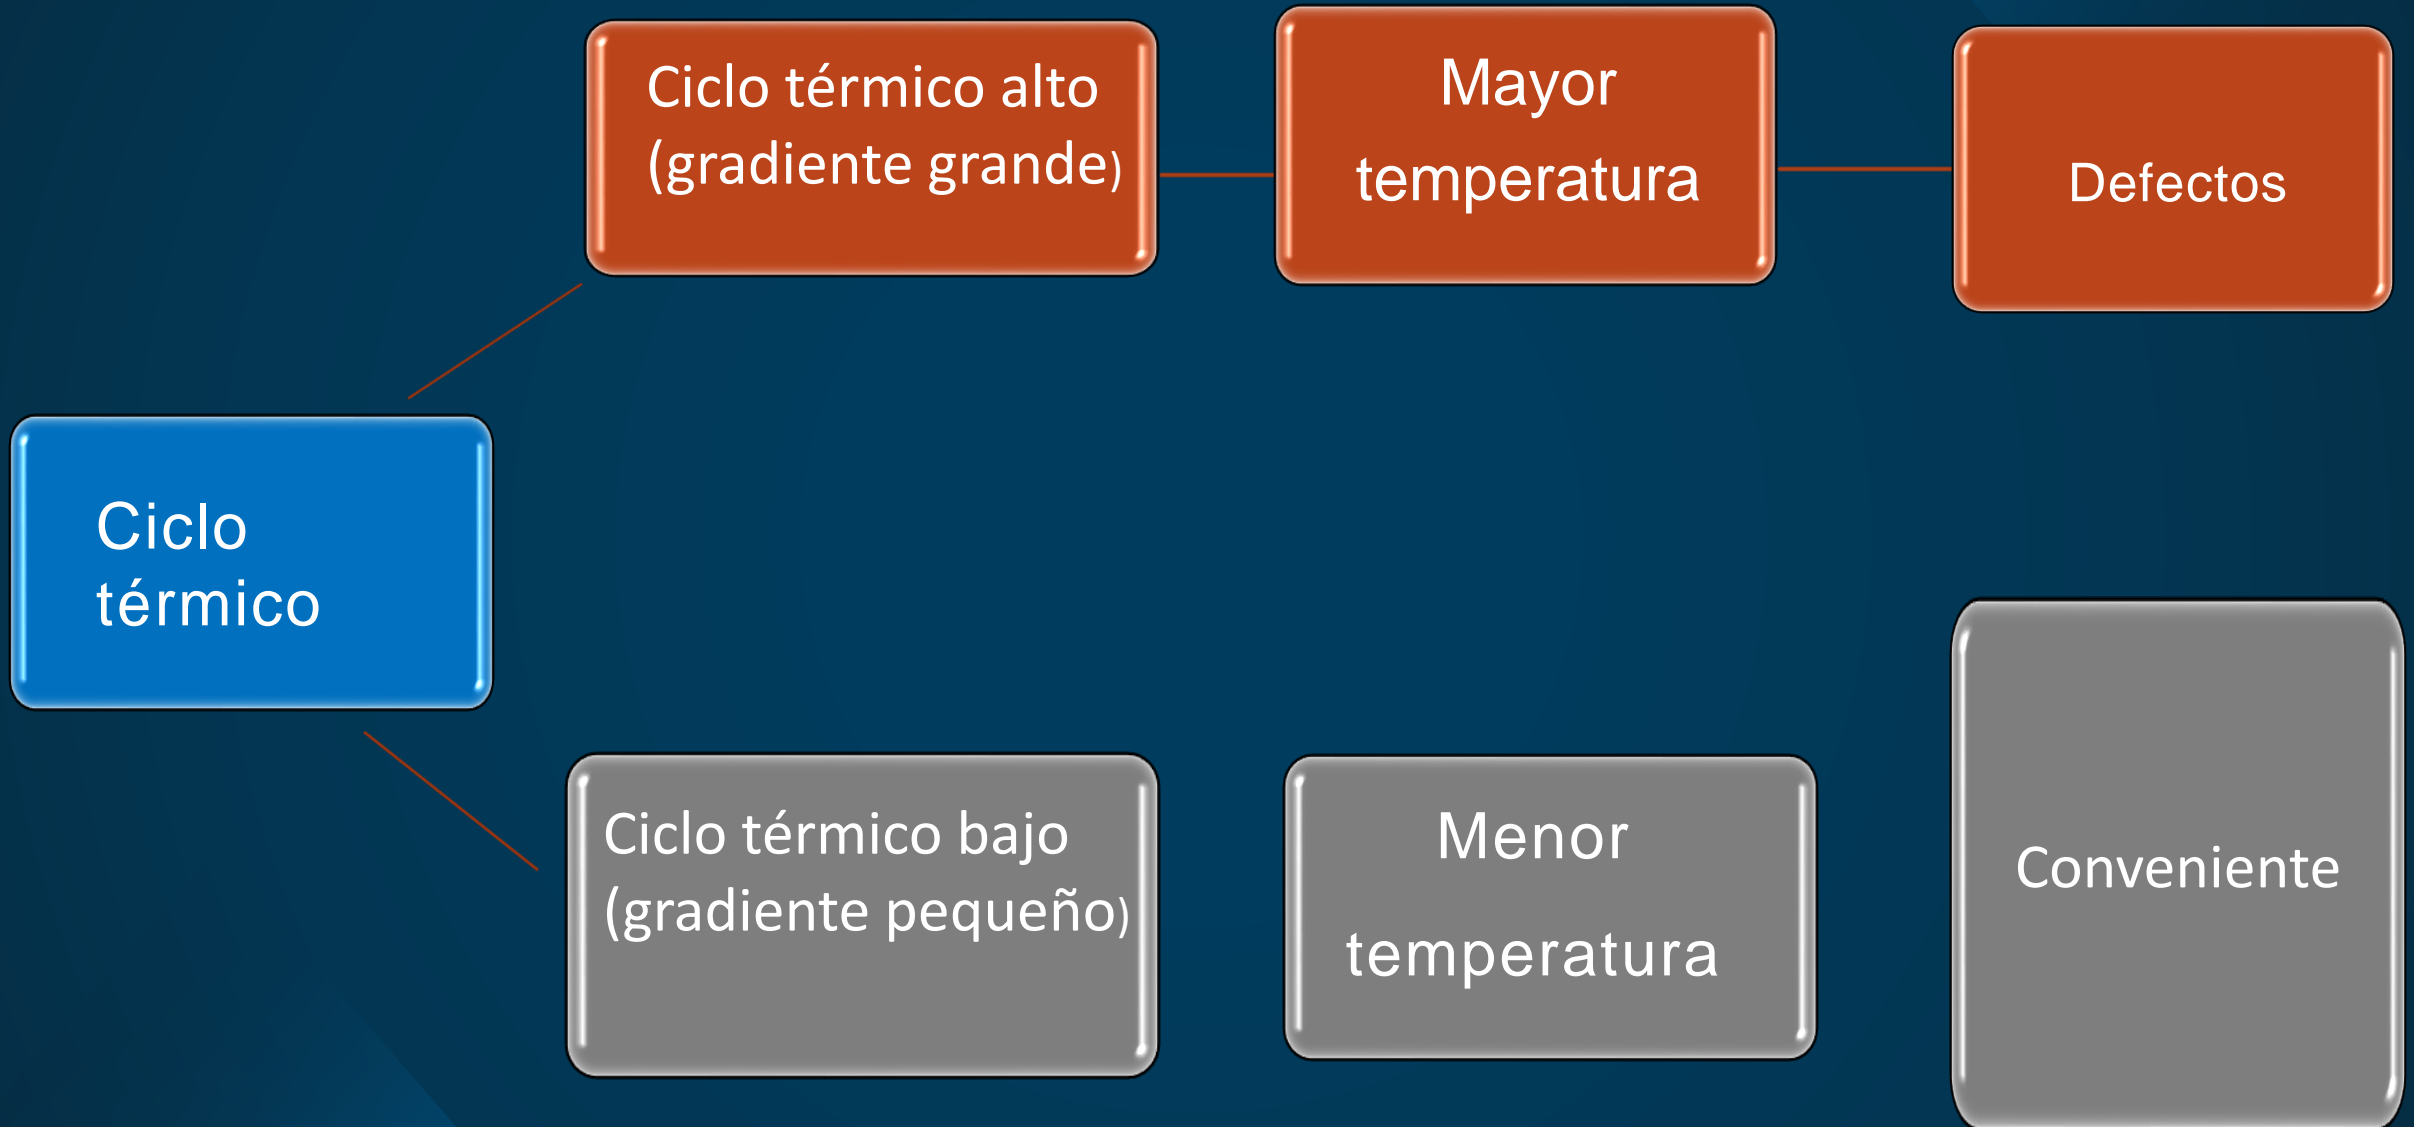 Ciclo térmico alto
(gradiente grande)
Mayor
temperatura
Defectos
Ciclo
térmico
Ciclo térmico bajo
(gradiente pequeño)
Menor
temperatura
Conveniente